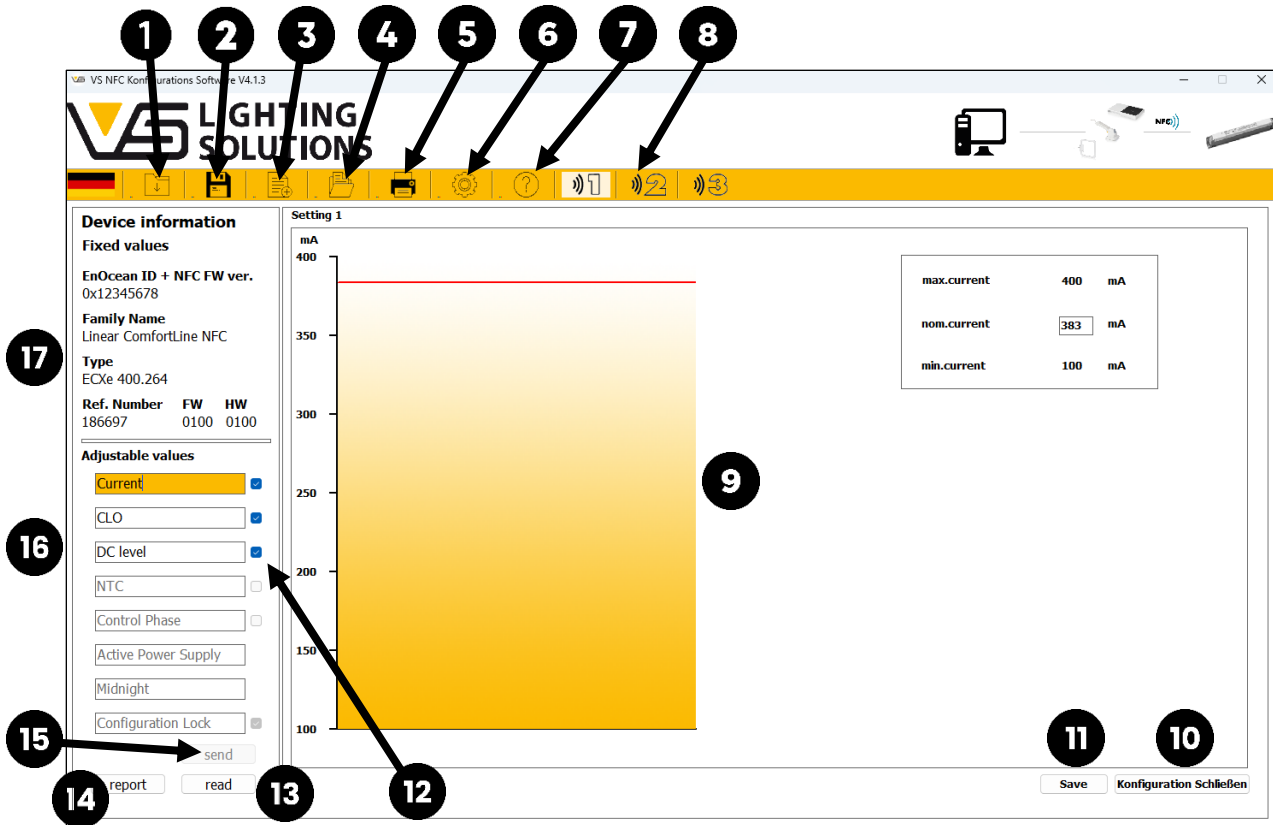 1 2 3 4 5 6 7 8
VS NFC Konfigurations Software V4.1.3
VS LIGHTING
SOLUTIONS
NFC
?
1 2 3
Device information
Fixed values
EnOcean ID + NFC FW ver.
0x12345678
Family Name
Linear ComfortLine NFC
17
Type
ECXe 400.264
Ref. Number FW HW
186697 0100 0100
Adjustable values
Current
CLO
16
DC level
NTC
Control Phase
Active Power Supply
Midnight
Configuration Lock
15
send
14
report read
13
12
Setting 1
mA
400
350
300
250
200
150
100
9
max.current 400 mA
nom.current 383 mA
min.current 100 mA
11 10
Save Konfiguration Schließen